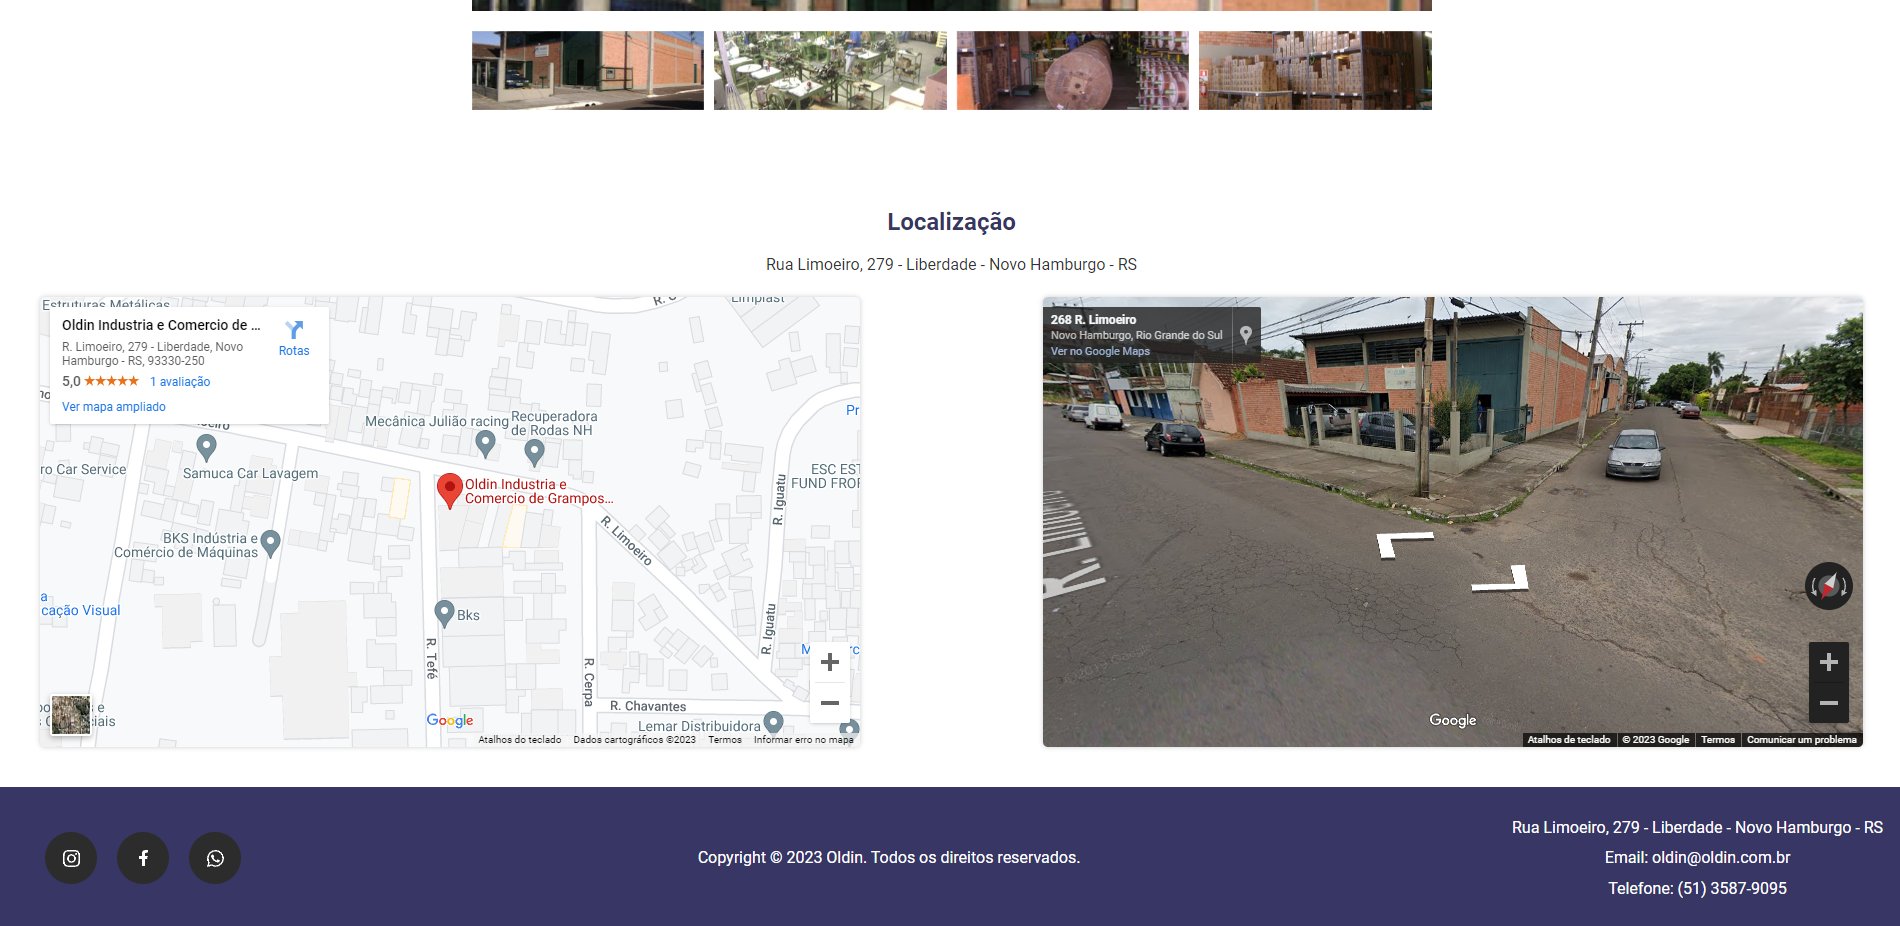 Localização
Rua Limoeiro, 279 - Liberdade - Novo Hamburgo - RS
Estruturas Metálicas
Oldin Industria e Comercio de ...
R. Limoeiro, 279 - Liberdade, Novo
Hamburgo - RS, 93330-250
Rotas
5,0
1 avaliação
Ver mapa ampliado
Limplast
Mecânica Julião racing
Recuperadora
de Rodas NH
Pr
ro Car Service
Samuca Car Lavagem
Oldin Industria e
Comercio de Grampos...
ESC EST
FUND FROF
R. Iguatu
BKS Indústria e
Comércio de Máquinas
R. Limoeiro
a
cação Visual
Bks
R. Iguatu
R. Tefé
R. Cerpa
R. Chavantes
Lemar Distribuidora
Google
Atalhos do teclado
Dados cartográficos ©2023
Termos
Informar erro no mapa
268 R. Limoeiro
Novo Hamburgo, Rio Grande do Sul
Ver no Google Maps
Google
Atalhos de teclado
© 2023 Google
Termos
Comunicar um problema
Copyright © 2023 Oldin. Todos os direitos reservados.
Rua Limoeiro, 279 - Liberdade - Novo Hamburgo - RS
Email: oldin@oldin.com.br
Telefone: (51) 3587-9095